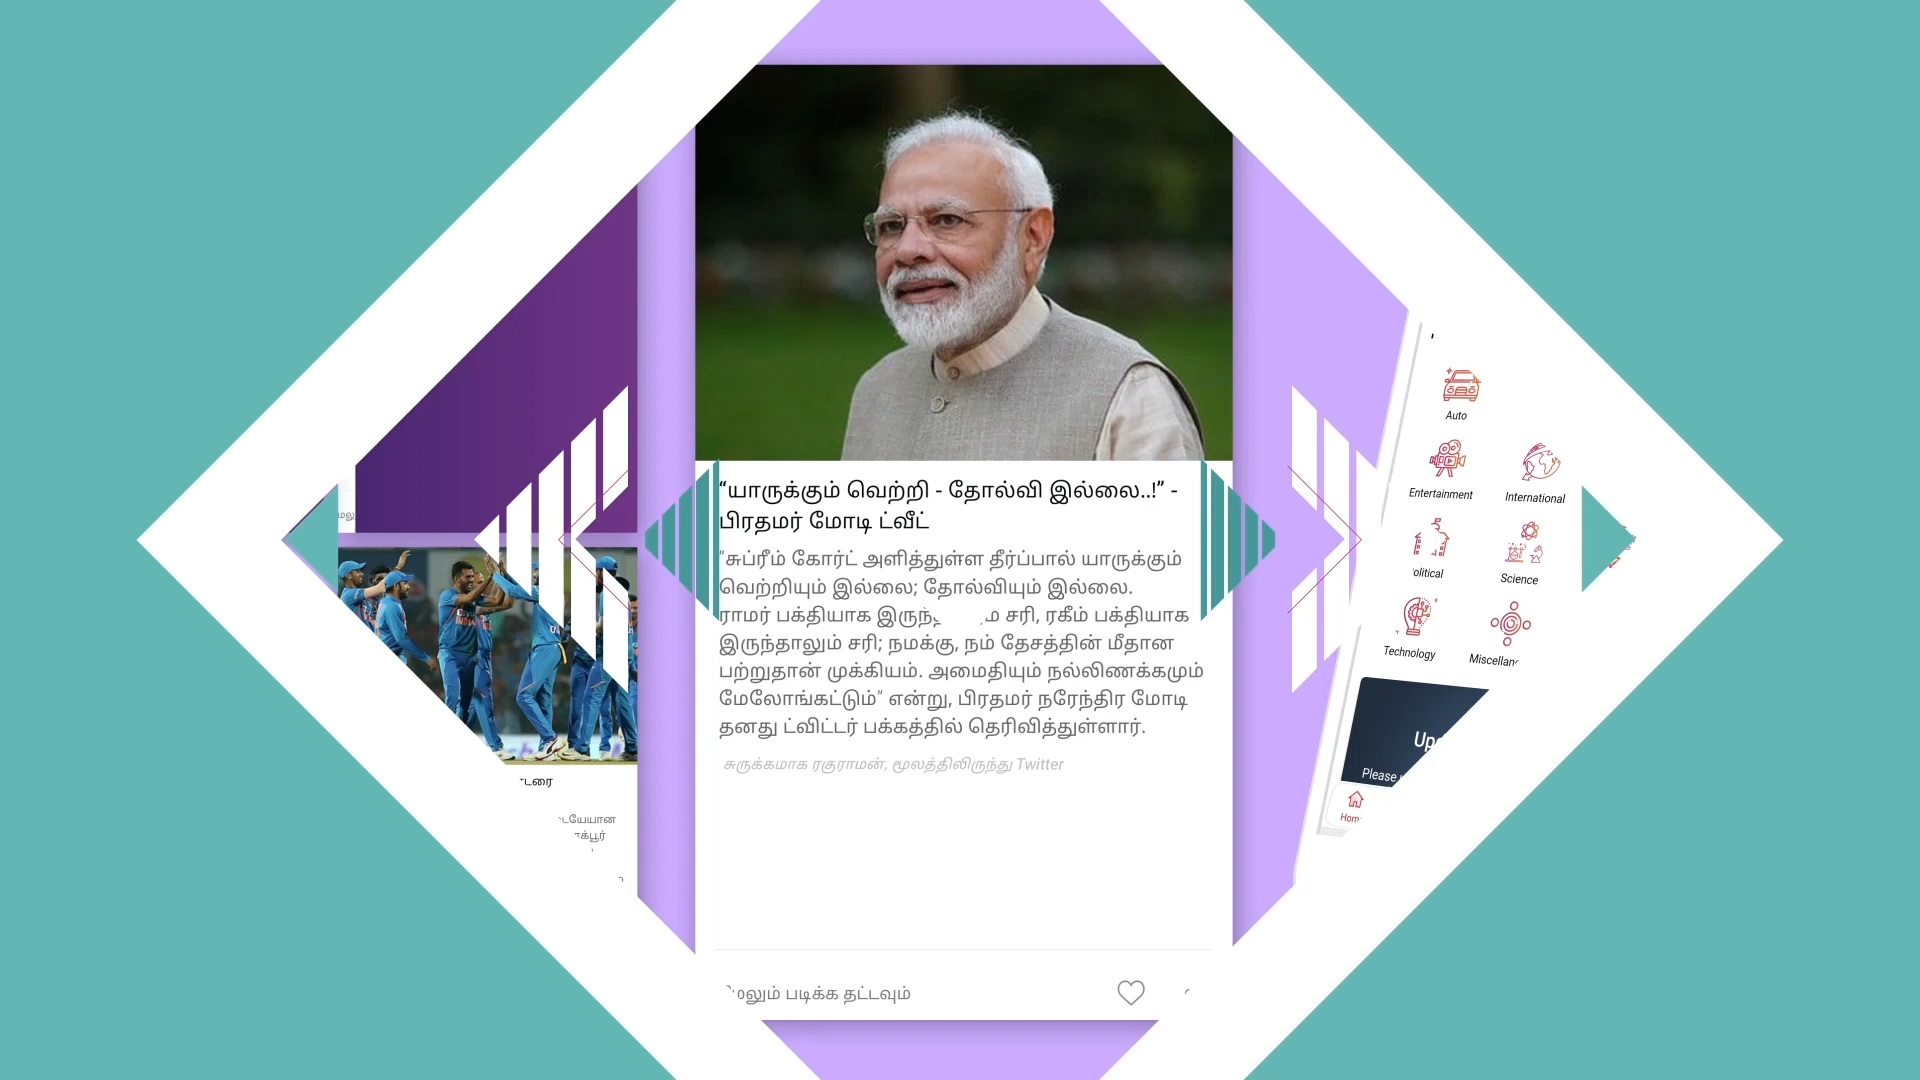 “யாருக்கும் வெற்றி - தோல்வி இல்லை..!” -
பிரதமர் மோடி ட்வீட்
"சுப்ரீம் கோர்ட் அளித்துள்ள தீர்ப்பால் யாருக்கும்
வெற்றியும் இல்லை; தோல்வியும் இல்லை.
ராமர் பக்தியாக சரி, ரகீம் பக்தியாக
இருந்தாலும் சரி; நமக்கு, நம் தேசத்தின் மீதான
பற்றுதான் முக்கியம். அமைதியும் நல்லிணக்கமும்
மேலோங்கட்டும்" என்று, பிரதமர் நரேந்திர மோடி
தனது ட்விட்டர் பக்கத்தில் தெரிவித்துள்ளார்.
சுருக்கமாக ரகுராமன், மூலத்திலிருந்து Twitter
படிக்க தட்டவும்
Auto
Entertainment
International
Science
Technology
Please